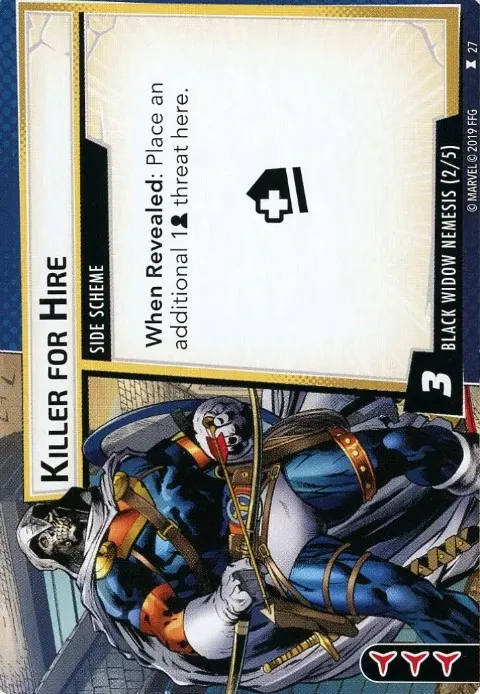 KILLER FOR HIRE
SIDE SCHEME
When Revealed: Place an
additional 1 threat here.
3
BLACK WIDOW NEMESIS (2/5)
© MARVEL © 2019 FFG
27